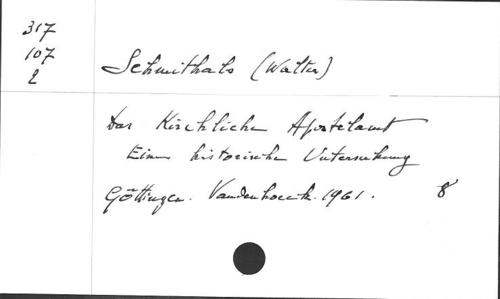 317
107
2
Schmithals (Walter)
Das Kirchliche Apostelamt
Eine historische Untersuchung
Göttingen. Vandenhoeck. 1961. 8°